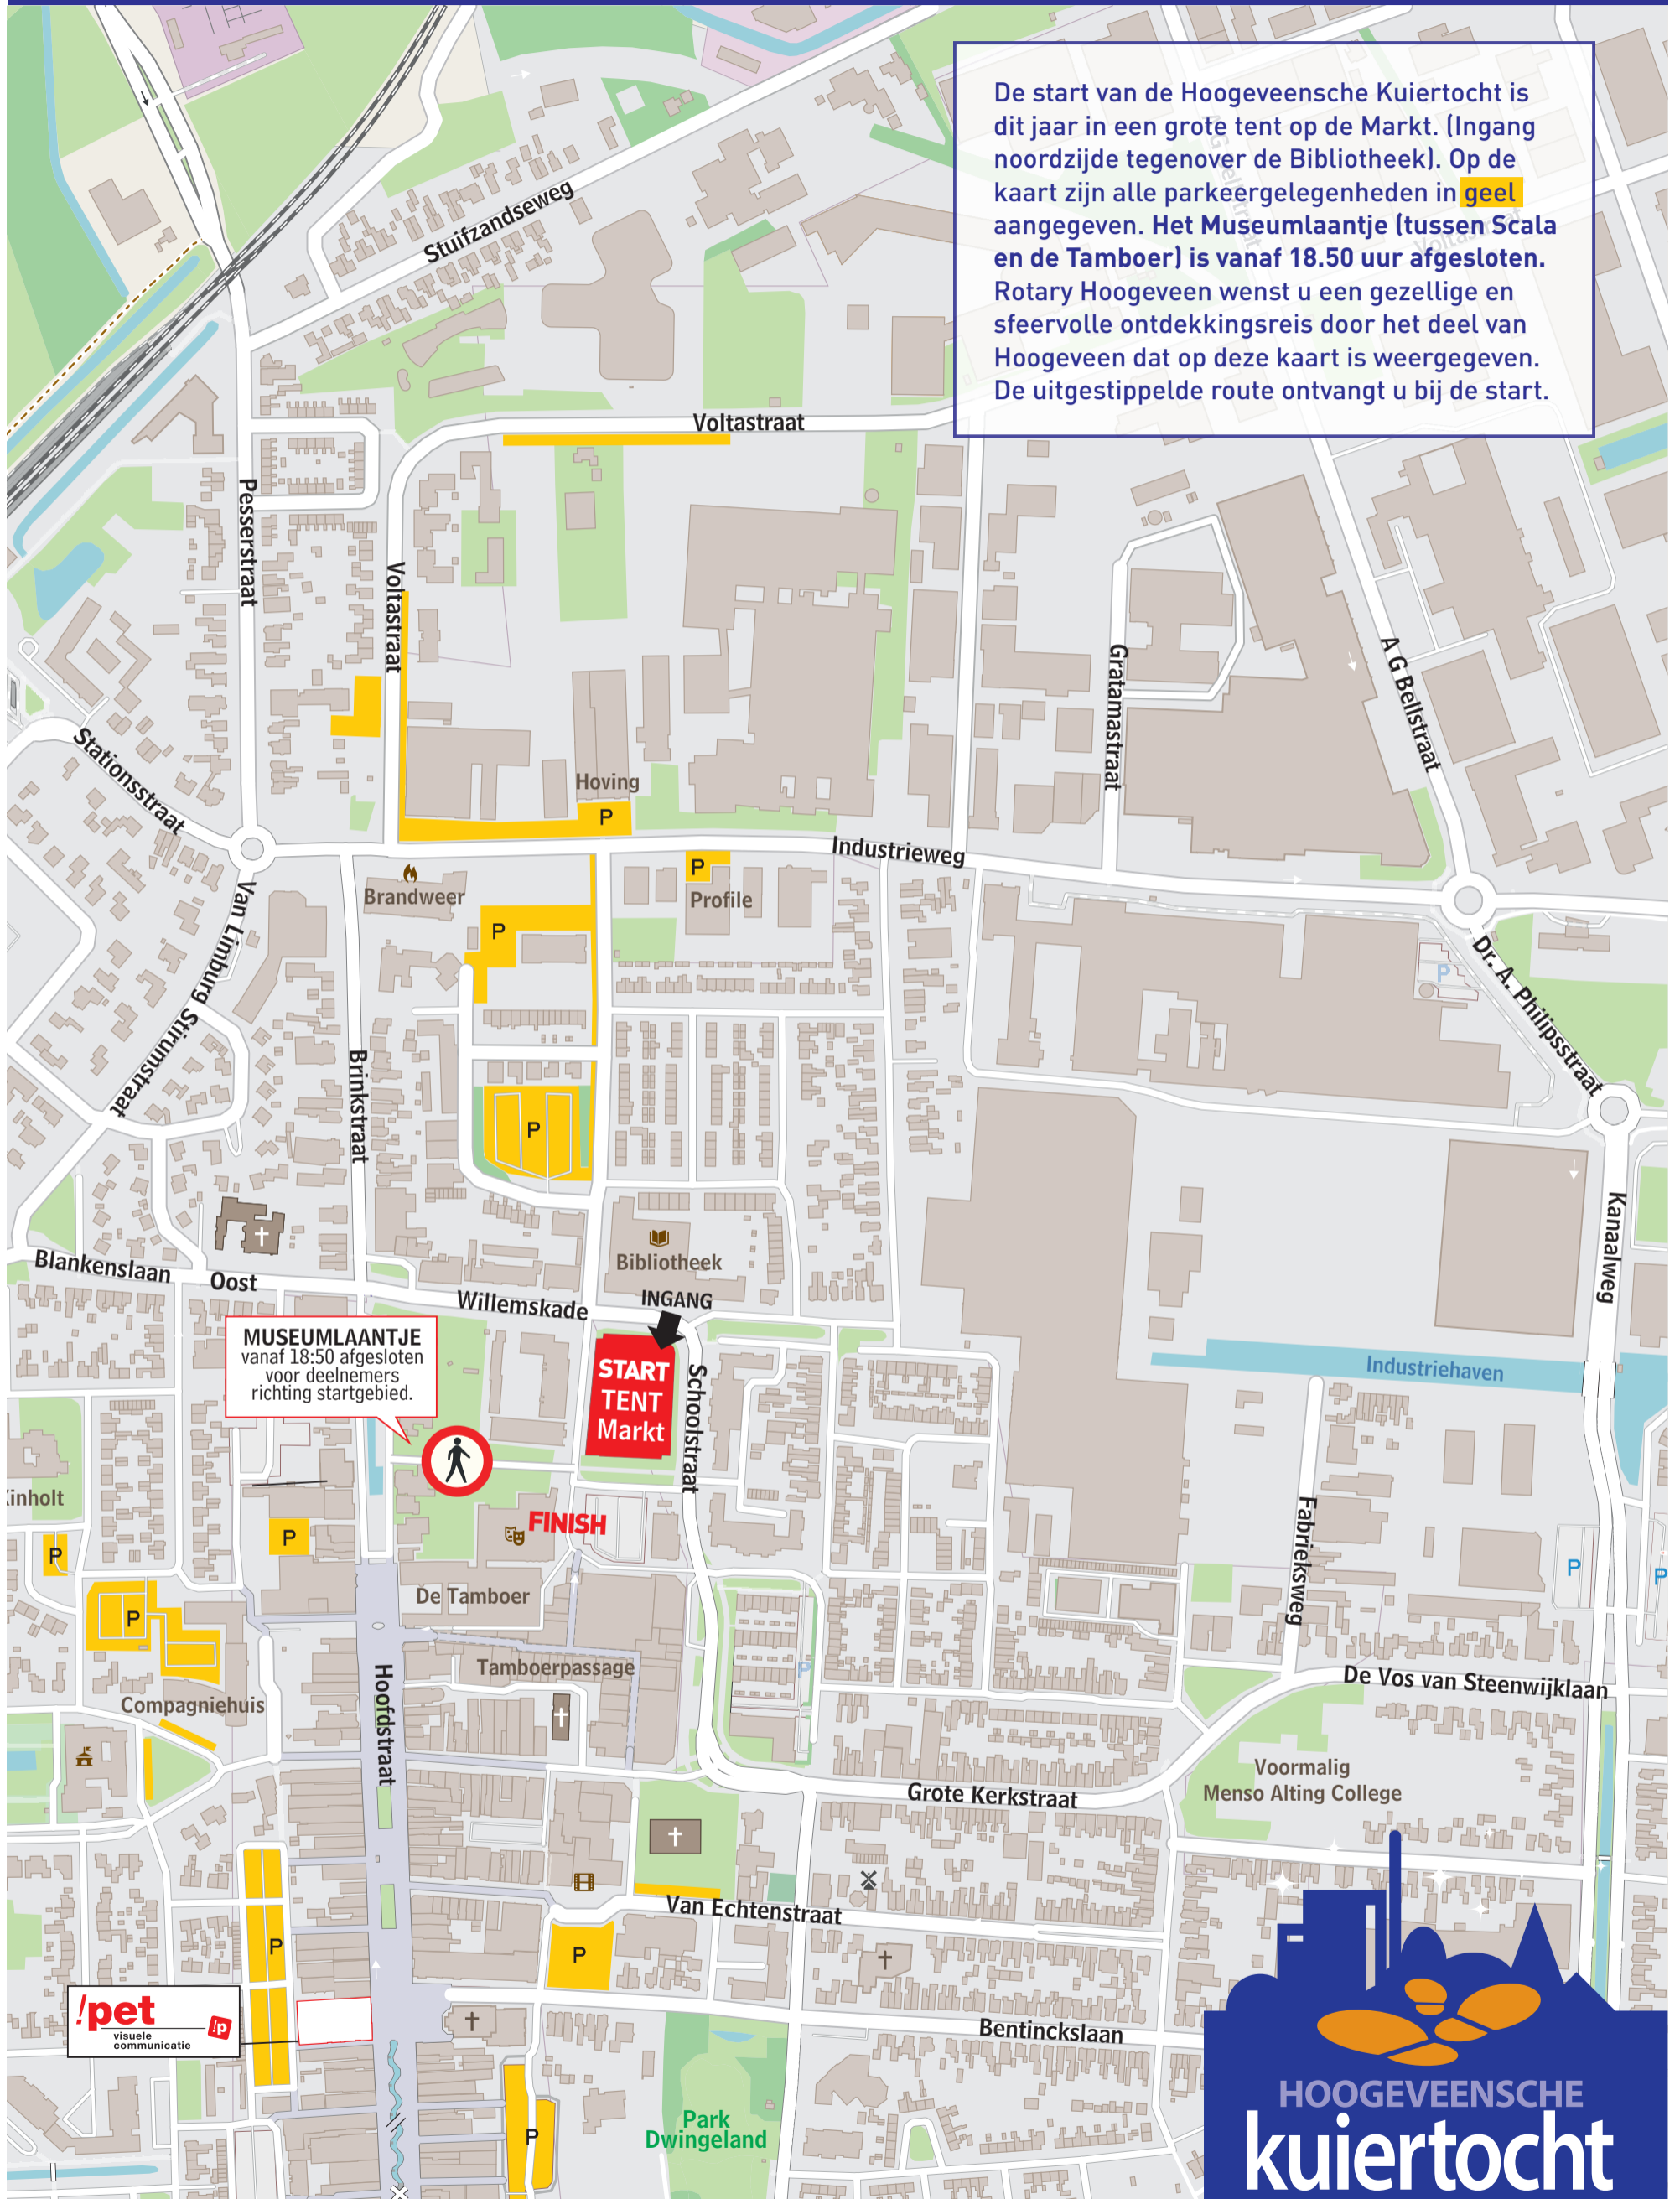 De start van de Hoogeveensche Kuiertocht is
dit jaar in een grote tent op de Markt. (Ingang
noordzijde tegenover de Bibliotheek). Op de
kaart zijn alle parkeergelegenheden in geel
aangegeven. Het Museumlaantje (tussen Scala
en de Tamboer) is vanaf 18.50 uur afgesloten.
Rotary Hoogeveen wenst u een gezellige en
sfeervolle ontdekkingsreis door het deel van
Hoogeveen dat op deze kaart is weergegeven.
De uitgestippelde route ontvangt u bij de start.
Stuifzandseweg
Voltastraat
Pesserstraat
Voltastraat
Gratamastraat
A G Bellstraat
Stationsstraat
Hoving
P
Industrieweg
P
Profile
Brandweer
P
Van Limburg Stirumstraat
P
Dr. A. Philipsstraat
Brinkstraat
P
Kanaalweg
Bibliotheek
Blankenslaan
Oost
Willemskade
INGANG
MUSEUMLAANTJE
vanaf 18:50 afgesloten
voor deelnemers
richting startgebied.
START
TENT
Markt
Schoolstraat
Industriehaven
Kinholt
FINISH
P
P
Fabrieksweg
P
P
De Tamboer
P
Tamboerpassage
P
De Vos van Steenwijklaan
Compagniehuis
Hoofdstraat
Voormalig
Menso Alting College
Grote Kerkstraat
Van Echtenstraat
P
P
!pet
!p
visuele
communicatie
Bentinckslaan
Park
Dwingeland
P
HOOGEVEENSCHE
kuiertocht